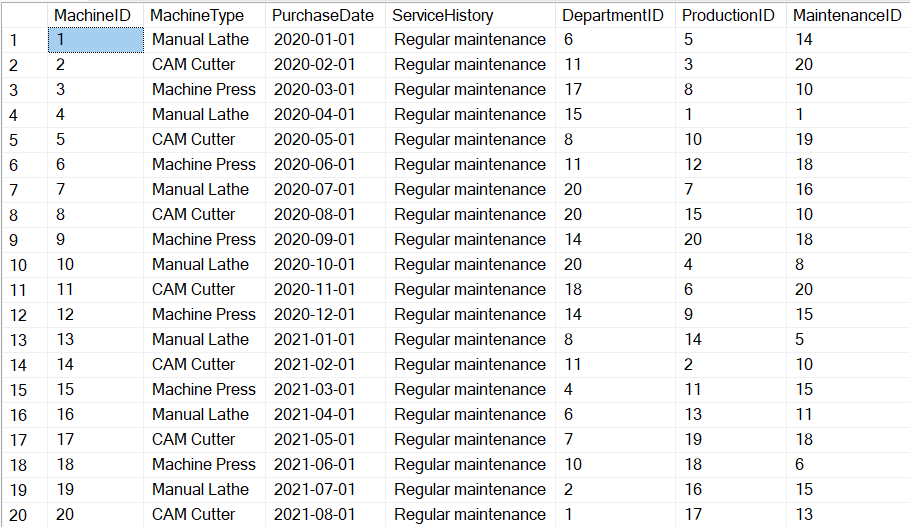 MachineID MachineType PurchaseDate ServiceHistory DepartmentID ProductionID MaintenanceID
1 1 Manual Lathe 2020-01-01 Regular maintenance 6 5 14
2 2 CAM Cutter 2020-02-01 Regular maintenance 11 3 20
3 3 Machine Press 2020-03-01 Regular maintenance 17 8 10
4 4 Manual Lathe 2020-04-01 Regular maintenance 15 1 1
5 5 CAM Cutter 2020-05-01 Regular maintenance 8 10 19
6 6 Machine Press 2020-06-01 Regular maintenance 11 12 18
7 7 Manual Lathe 2020-07-01 Regular maintenance 20 7 16
8 8 CAM Cutter 2020-08-01 Regular maintenance 20 15 10
9 9 Machine Press 2020-09-01 Regular maintenance 14 20 18
10 10 Manual Lathe 2020-10-01 Regular maintenance 20 4 8
11 11 CAM Cutter 2020-11-01 Regular maintenance 18 6 20
12 12 Machine Press 2020-12-01 Regular maintenance 14 9 15
13 13 Manual Lathe 2021-01-01 Regular maintenance 8 14 5
14 14 CAM Cutter 2021-02-01 Regular maintenance 11 2 10
15 15 Machine Press 2021-03-01 Regular maintenance 4 11 15
16 16 Manual Lathe 2021-04-01 Regular maintenance 6 13 11
17 17 CAM Cutter 2021-05-01 Regular maintenance 7 19 18
18 18 Machine Press 2021-06-01 Regular maintenance 10 18 6
19 19 Manual Lathe 2021-07-01 Regular maintenance 2 16 15
20 20 CAM Cutter 2021-08-01 Regular maintenance 1 17 13